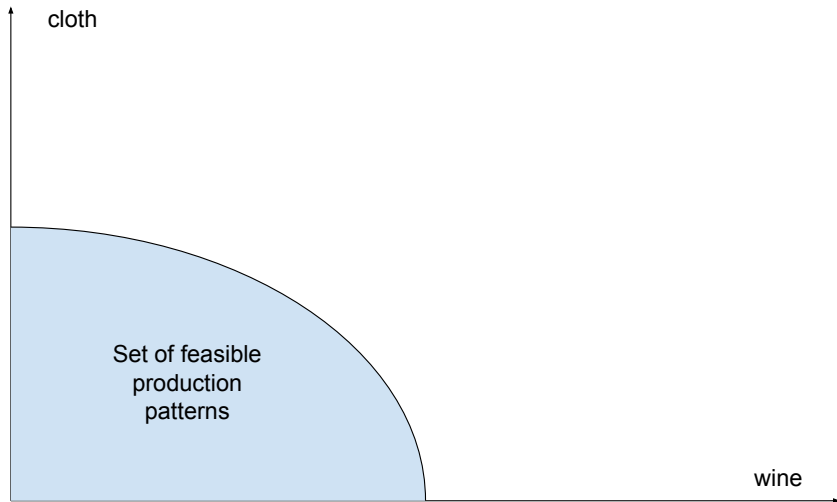 cloth
Set of feasible
production
patterns
wine